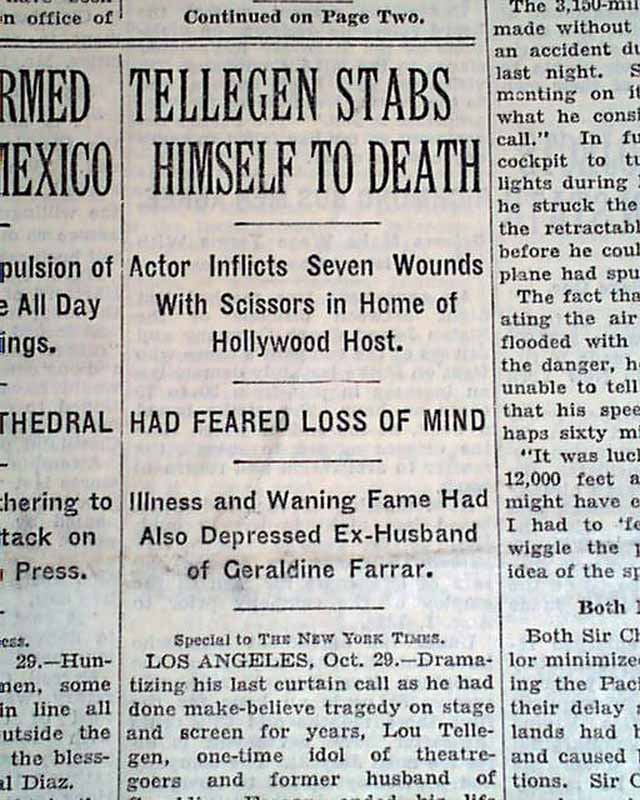 n office of
RMED
MEXICO
pulsion of
e All Day
ings.
THEDRAL
thering to
tack on
Press.
29.—Hun-
men, some
in line all
outside the
the bless-
al Diaz.
Continued on Page Two.
TELLEGEN STABS
HIMSELF TO DEATH
Actor Inflicts Seven Wounds
With Scissors in Home of
Hollywood Host.
HAD FEARED LOSS OF MIND
Illness and Waning Fame Had
Also Depressed Ex-Husband
of Geraldine Farrar.
Special to THE NEW YORK TIMES.
LOS ANGELES, Oct. 29.—Drama-
tizing his last curtain call as he had
done make-believe tragedy on stage
and screen for years, Lou Telle-
gen, one-time idol of theatre-
goers and former husband of
The 3,150-mil
made without
an accident du
last night. S
menting on it
what he consi
call." In fu
cockpit to tu
lights during
he struck the
the retractabl
before he coul
plane had spu
The fact tha
ating the air
flooded with
the danger, h
unable to tell
that his spee
haps sixty mi
"It was luck
12,000 feet a
might have c
I had to 'fe
wiggle the p
idea of the sp
Both
Both Sir Ch
lor minimized
ing the Paci
their delay
lands had b
and caused
tions. Sir C